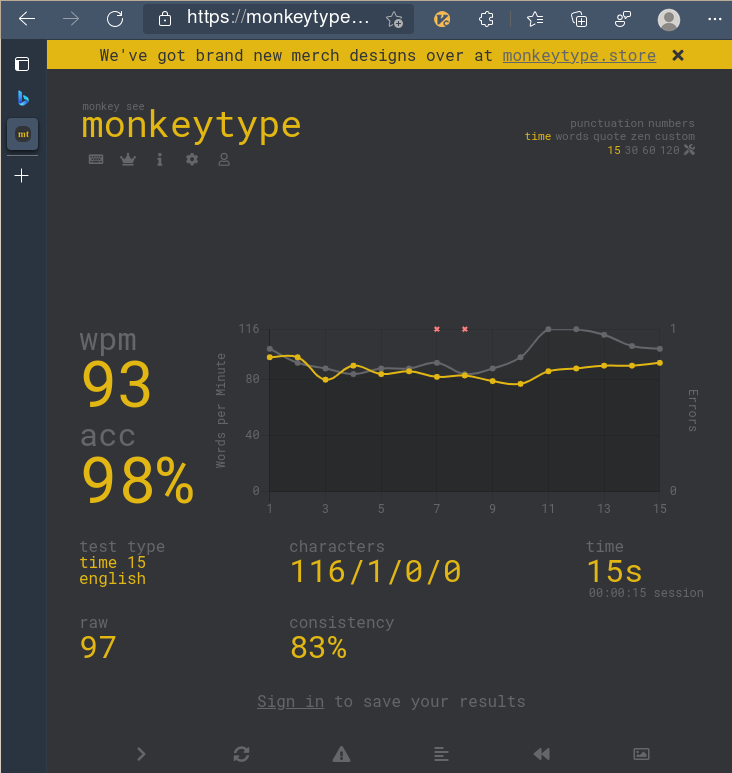 https://monkeytype...
We've got brand new merch designs over at monkeytype.store
mt
monkey see
monkeytype
punctuation numbers
time words quote zen custom
15 30 60 120
wpm
93
acc
98%
116
80
40
0
Words per Minute
1
0
Errors
1 3 5 7 9 11 13 15
test type
time 15
english
characters
116/1/0/0
time
15s
00:00:15 session
raw
97
consistency
83%
Sign in to save your results